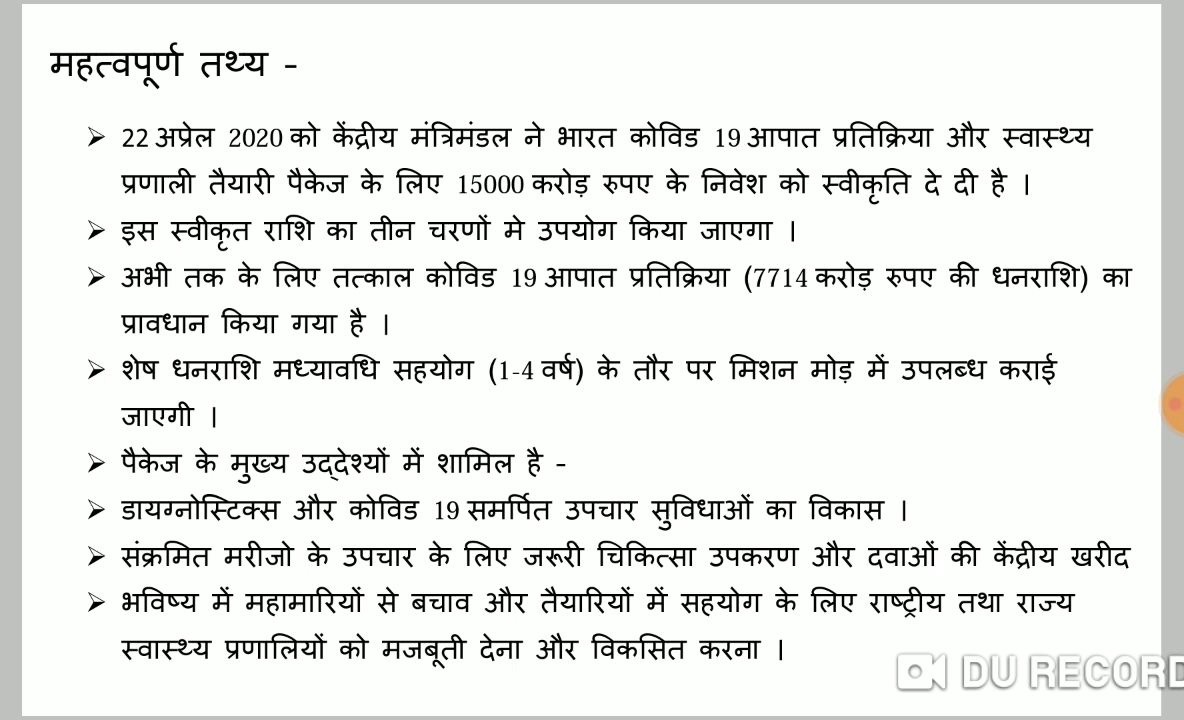 महत्वपूर्ण तथ्य -
➢ 22 अप्रेल 2020 को केंद्रीय मंत्रिमंडल ने भारत कोविड 19 आपात प्रतिक्रिया और स्वास्थ्य
प्रणाली तैयारी पैकेज के लिए 15000 करोड़ रुपए के निवेश को स्वीकृति दे दी है ।
➢ इस स्वीकृत राशि का तीन चरणों मे उपयोग किया जाएगा ।
➢ अभी तक के लिए तत्काल कोविड 19 आपात प्रतिक्रिया (7714 करोड़ रुपए की धनराशि) का
प्रावधान किया गया है ।
➢ शेष धनराशि मध्यावधि सहयोग (1-4 वर्ष) के तौर पर मिशन मोड़ में उपलब्ध कराई
जाएगी ।
➢ पैकेज के मुख्य उद्देश्यों में शामिल है -
➢ डायग्नोस्टिक्स और कोविड 19 समर्पित उपचार सुविधाओं का विकास ।
➢ संक्रमित मरीजो के उपचार के लिए जरूरी चिकित्सा उपकरण और दवाओं की केंद्रीय खरीद
➢ भविष्य में महामारियों से बचाव और तैयारियों में सहयोग के लिए राष्ट्रीय तथा राज्य
स्वास्थ्य प्रणालियों को मजबूती देना और विकसित करना ।
DU RECORD